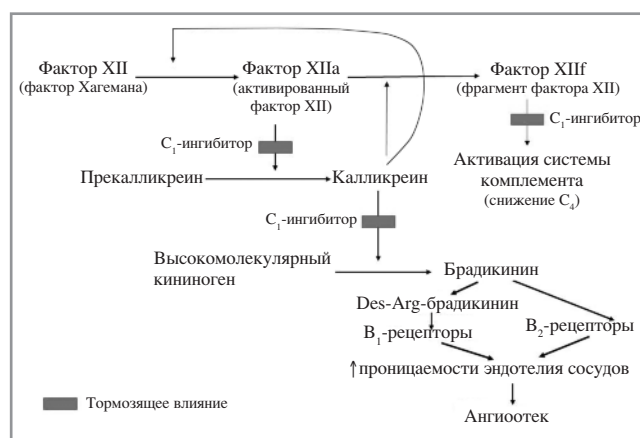 Фактор XII
(фактор Хагемана)
Фактор XIIa
(активированный
фактор XII)
Фактор XIIf
(фрагмент фактора XII)
C₁-ингибитор
C₁-ингибитор
Прекалликреин
Калликреин
Активация системы
комплемента
(снижение C₄)
C₁-ингибитор
Высокомолекулярный
кининоген
Брадикинин
Des-Arg-брадикинин
B₁-рецепторы
B₂-рецепторы
↑ проницаемости эндотелия сосудов
Тормозящее влияние
Ангиоотек